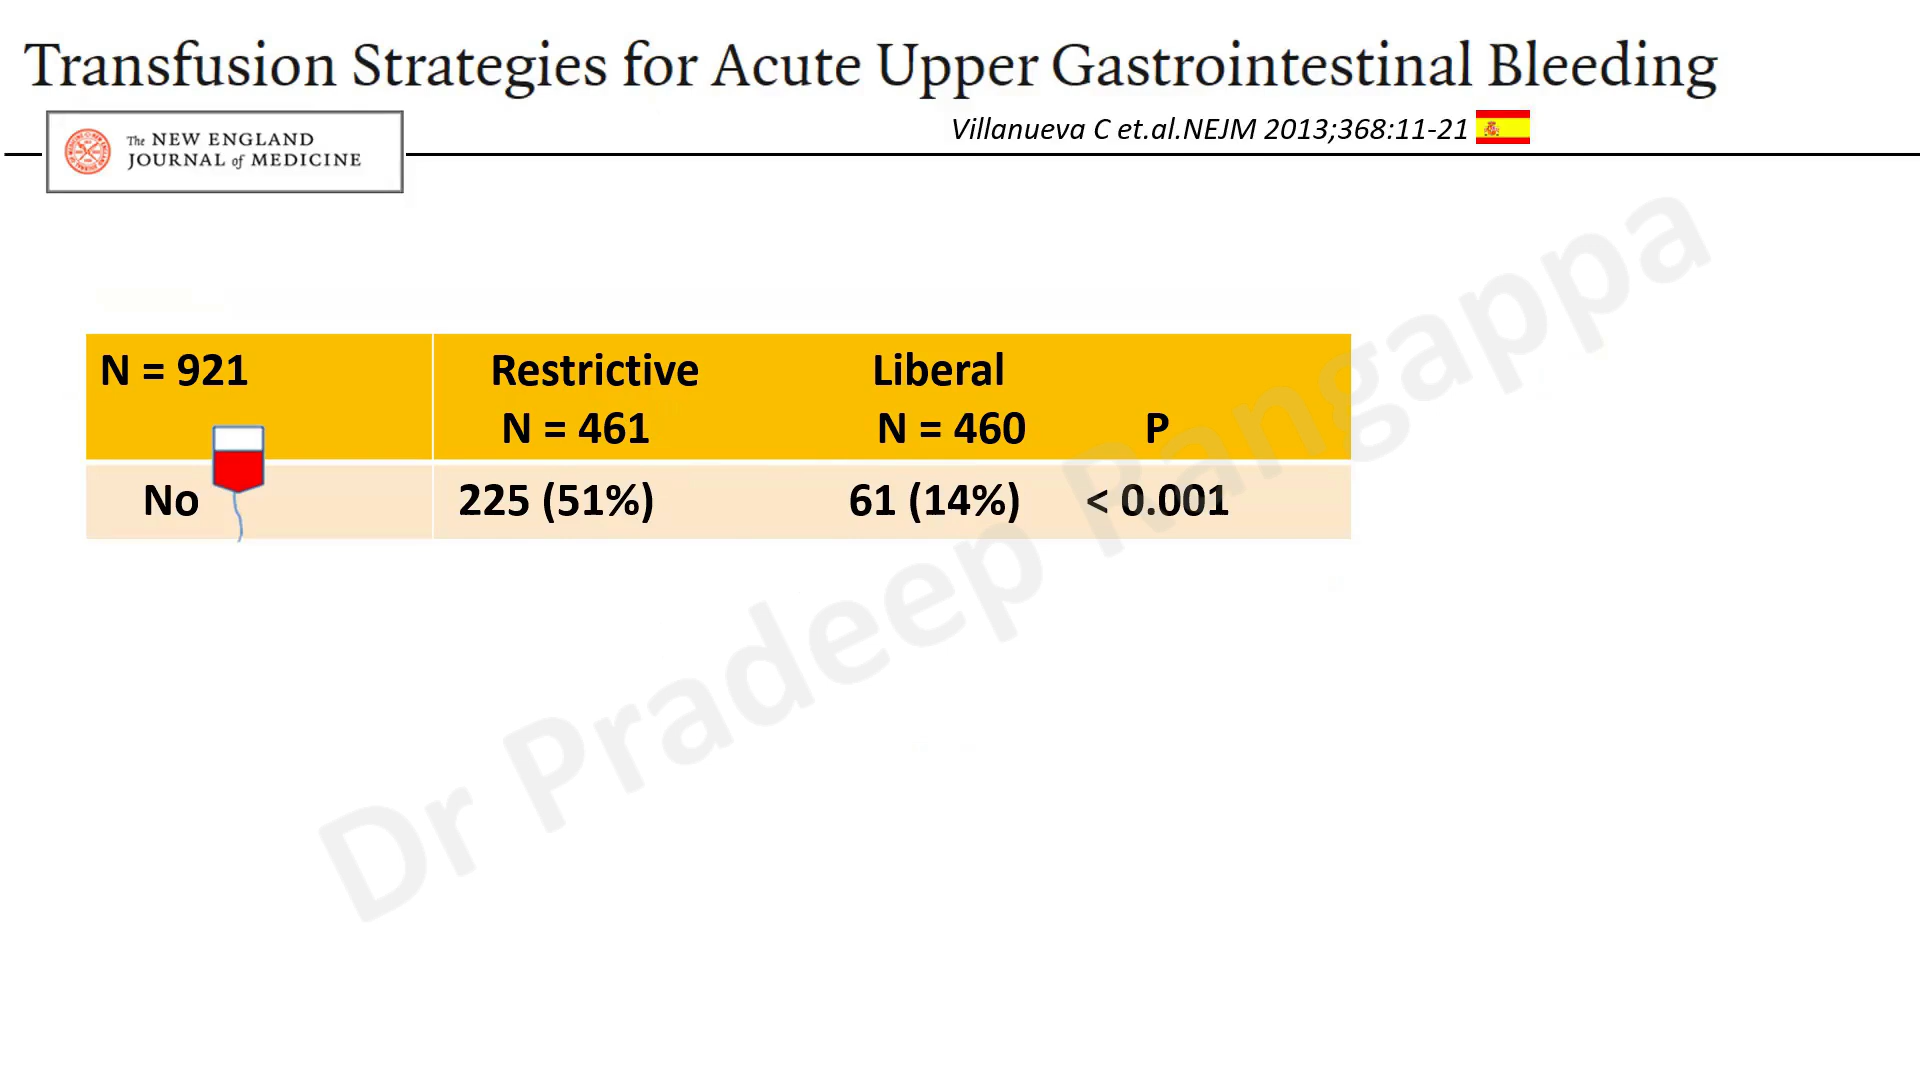 Transfusion Strategies for Acute Upper Gastrointestinal Bleeding
The NEW ENGLAND
JOURNAL of MEDICINE
Villanueva C et.al.NEJM 2013;368:11-21
N = 921 Restrictive Liberal
N = 461 N = 460 P
No 225 (51%) 61 (14%) < 0.001
Dr Pradeep Rangappa